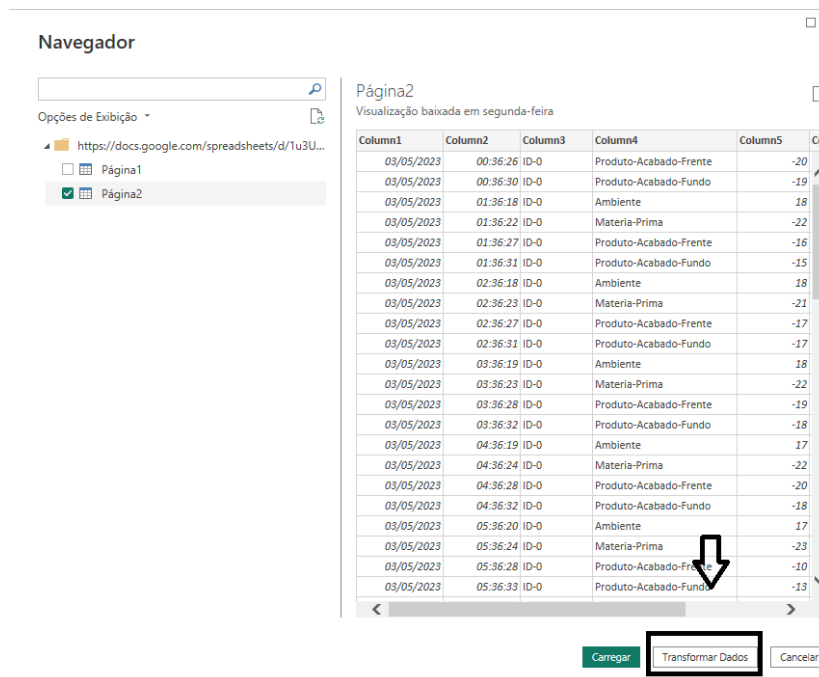 Navegador
Opções de Exibição
https://docs.google.com/spreadsheets/d/1u3U...
Página1
Página2
Página2
Visualização baixada em segunda-feira
Column1 Column2 Column3 Column4 Column5
03/05/2023 00:36:26 ID-0 Produto-Acabado-Frente -20
03/05/2023 00:36:30 ID-0 Produto-Acabado-Fundo -19
03/05/2023 01:36:18 ID-0 Ambiente 18
03/05/2023 01:36:22 ID-0 Materia-Prima -22
03/05/2023 01:36:27 ID-0 Produto-Acabado-Frente -16
03/05/2023 01:36:31 ID-0 Produto-Acabado-Fundo -15
03/05/2023 02:36:18 ID-0 Ambiente 18
03/05/2023 02:36:23 ID-0 Materia-Prima -21
03/05/2023 02:36:27 ID-0 Produto-Acabado-Frente -17
03/05/2023 02:36:31 ID-0 Produto-Acabado-Fundo -17
03/05/2023 03:36:19 ID-0 Ambiente 18
03/05/2023 03:36:23 ID-0 Materia-Prima -22
03/05/2023 03:36:28 ID-0 Produto-Acabado-Frente -19
03/05/2023 03:36:32 ID-0 Produto-Acabado-Fundo -18
03/05/2023 04:36:19 ID-0 Ambiente 17
03/05/2023 04:36:24 ID-0 Materia-Prima -22
03/05/2023 04:36:28 ID-0 Produto-Acabado-Frente -20
03/05/2023 04:36:32 ID-0 Produto-Acabado-Fundo -18
03/05/2023 05:36:20 ID-0 Ambiente 17
03/05/2023 05:36:24 ID-0 Materia-Prima -23
03/05/2023 05:36:28 ID-0 Produto-Acabado-Frente -10
03/05/2023 05:36:33 ID-0 Produto-Acabado-Fundo -13
Carregar Transformar Dados Cancelar